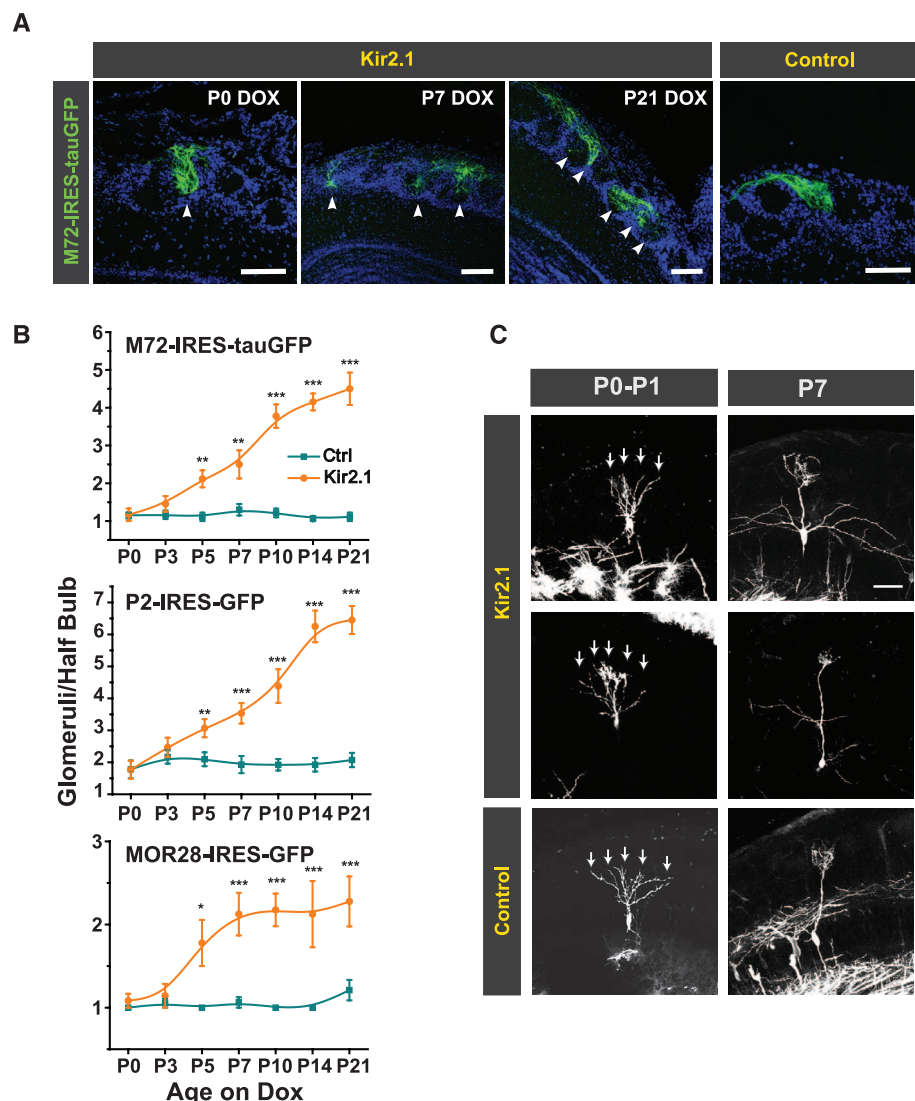 A
Kir2.1
Control
M72-IRES-tauGFP
P0 DOX
P7 DOX
P21 DOX
B
M72-IRES-tauGFP
6
5
4
3
2
1
**
**
***
***
***
Ctrl
Kir2.1
P0 P3 P5 P7 P10 P14 P21
Glomeruli/Half Bulb
P2-IRES-GFP
7
6
5
4
3
2
1
**
***
***
***
***
P0 P3 P5 P7 P10 P14 P21
MOR28-IRES-GFP
3
2
1
*
***
***
***
***
P0 P3 P5 P7 P10 P14 P21
Age on Dox
C
P0-P1
P7
Kir2.1
Control